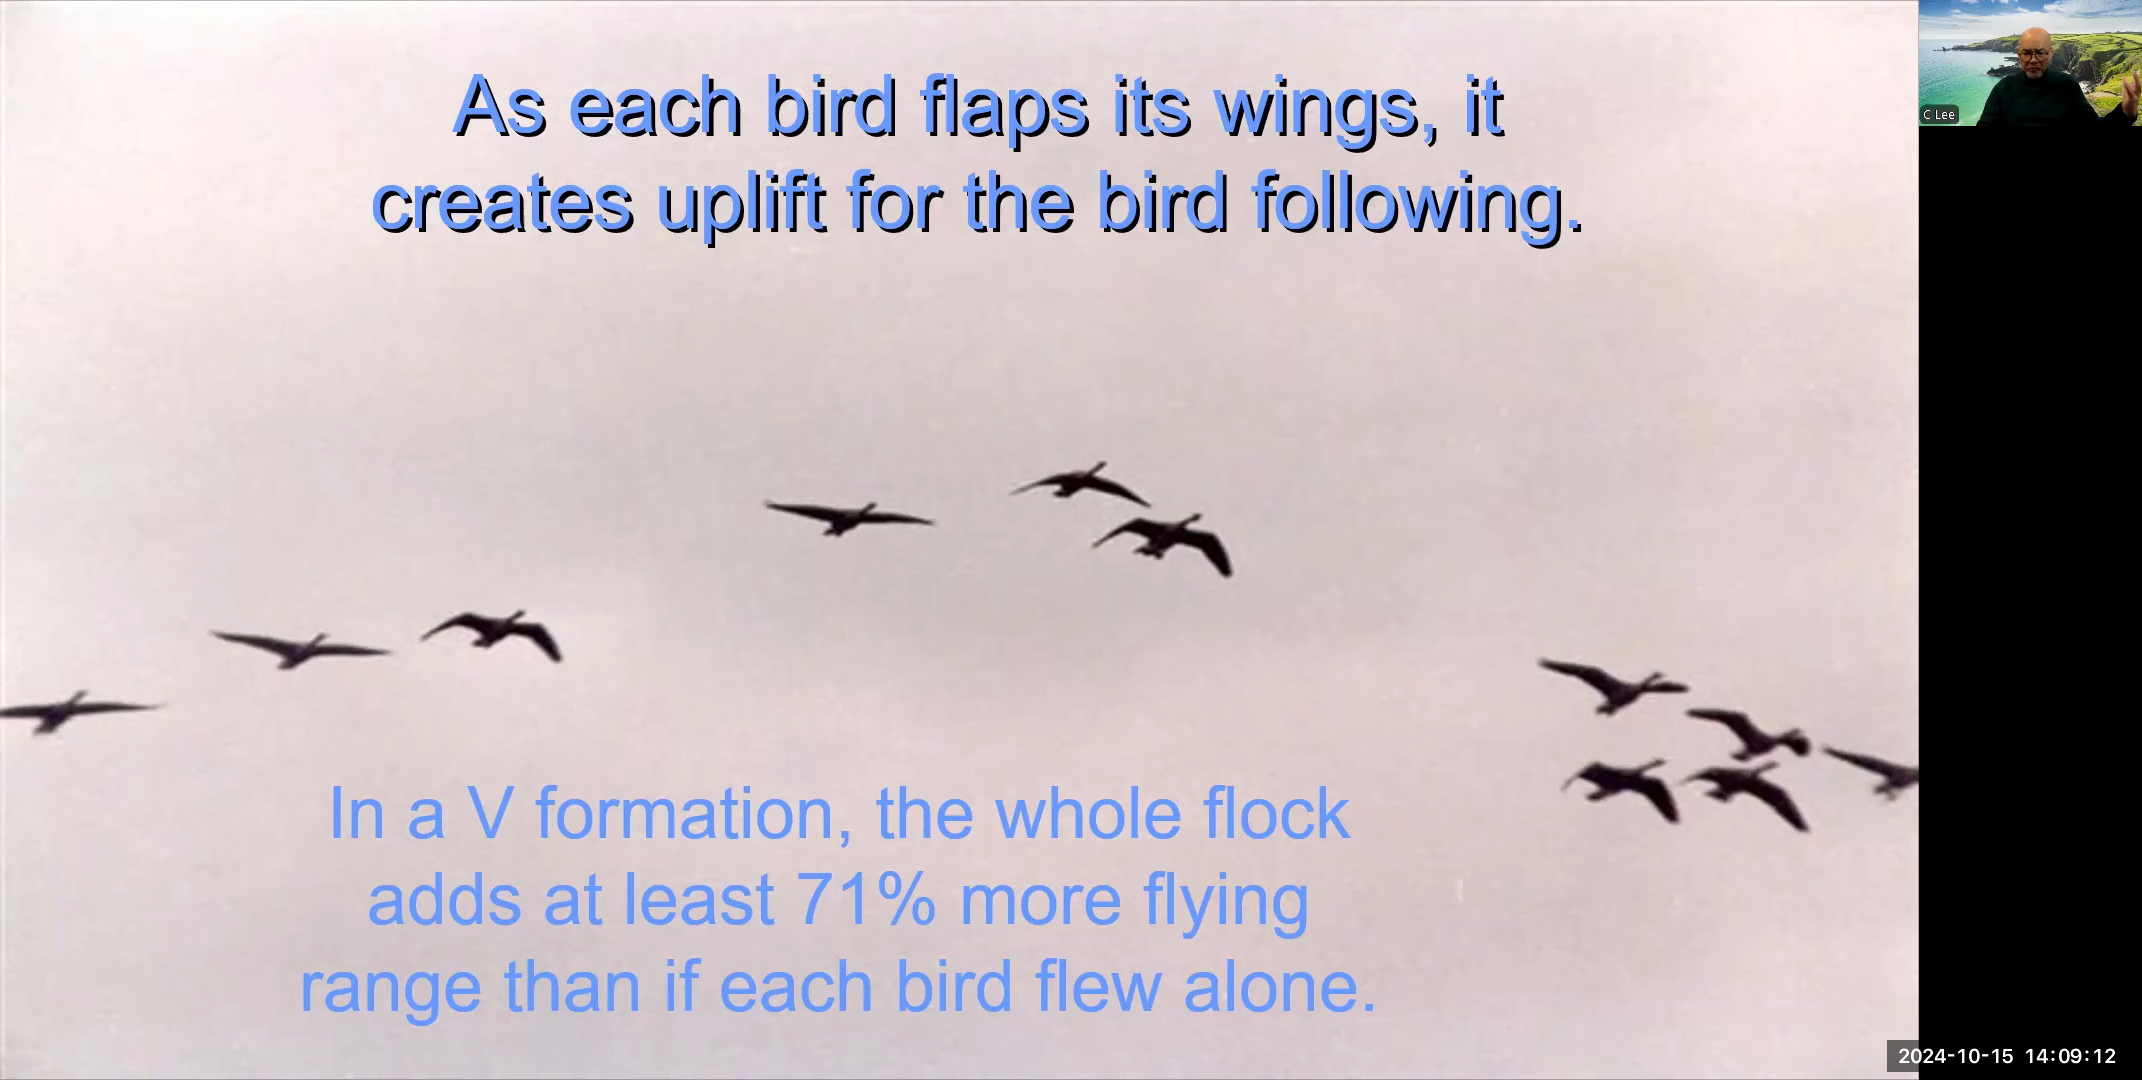 As each bird flaps its wings, it
creates uplift for the bird following.
In a V formation, the whole flock
adds at least 71% more flying
range than if each bird flew alone.
C Lee
2024-10-15 14:09:12